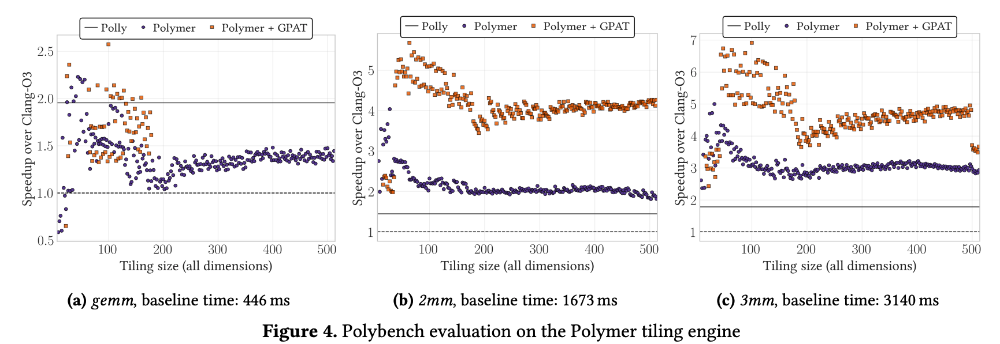 Polly Polymer Polymer + GPAT
Speedup over Clang-O3
2.5
2.0
1.5
1.0
0.5
100 200 300 400 500
Tiling size (all dimensions)
(a) gemm, baseline time: 446 ms
Polly Polymer Polymer + GPAT
Speedup over Clang-O3
5
4
3
2
1
100 200 300 400 500
Tiling size (all dimensions)
(b) 2mm, baseline time: 1673 ms
Polly Polymer Polymer + GPAT
Speedup over Clang-O3
7
6
5
4
3
2
1
100 200 300 400 500
Tiling size (all dimensions)
(c) 3mm, baseline time: 3140 ms
Figure 4. Polybench evaluation on the Polymer tiling engine